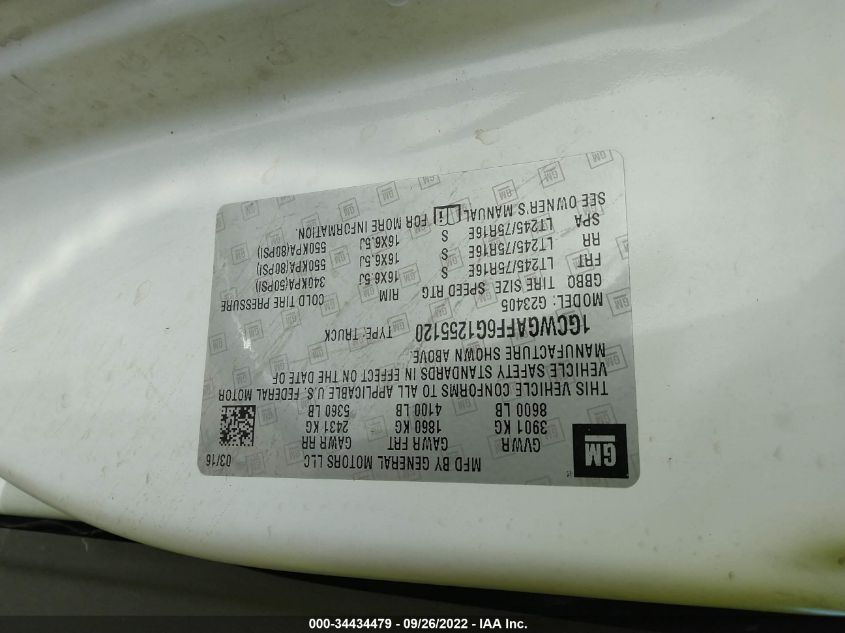 GM
MFD BY GENERAL MOTORS LLC 03/16
GVWR GAWR FRT GAWR RR
3901 KG 1860 KG 2431 KG
8600 LB 4100 LB 5360 LB
THIS VEHICLE CONFORMS TO ALL APPLICABLE U.S. FEDERAL MOTOR
VEHICLE SAFETY STANDARDS IN EFFECT ON THE DATE OF
MANUFACTURE SHOWN ABOVE.
1GCWGAFF6G1255120 TYPE: TRUCK
MODEL: G23405
GBBO TIRE SIZE SPEED RTG RIM COLD TIRE PRESSURE
FRT LT245/75R16E S 16X6.5J 340KPA(50PSI)
RR LT245/75R16E S 16X6.5J 550KPA(80PSI)
SPA LT245/75R16E S 16X6.5J 550KPA(80PSI)
SEE OWNER'S MANUAL FOR MORE INFORMATION.
000-34434479 - 09/26/2022 - IAA Inc.